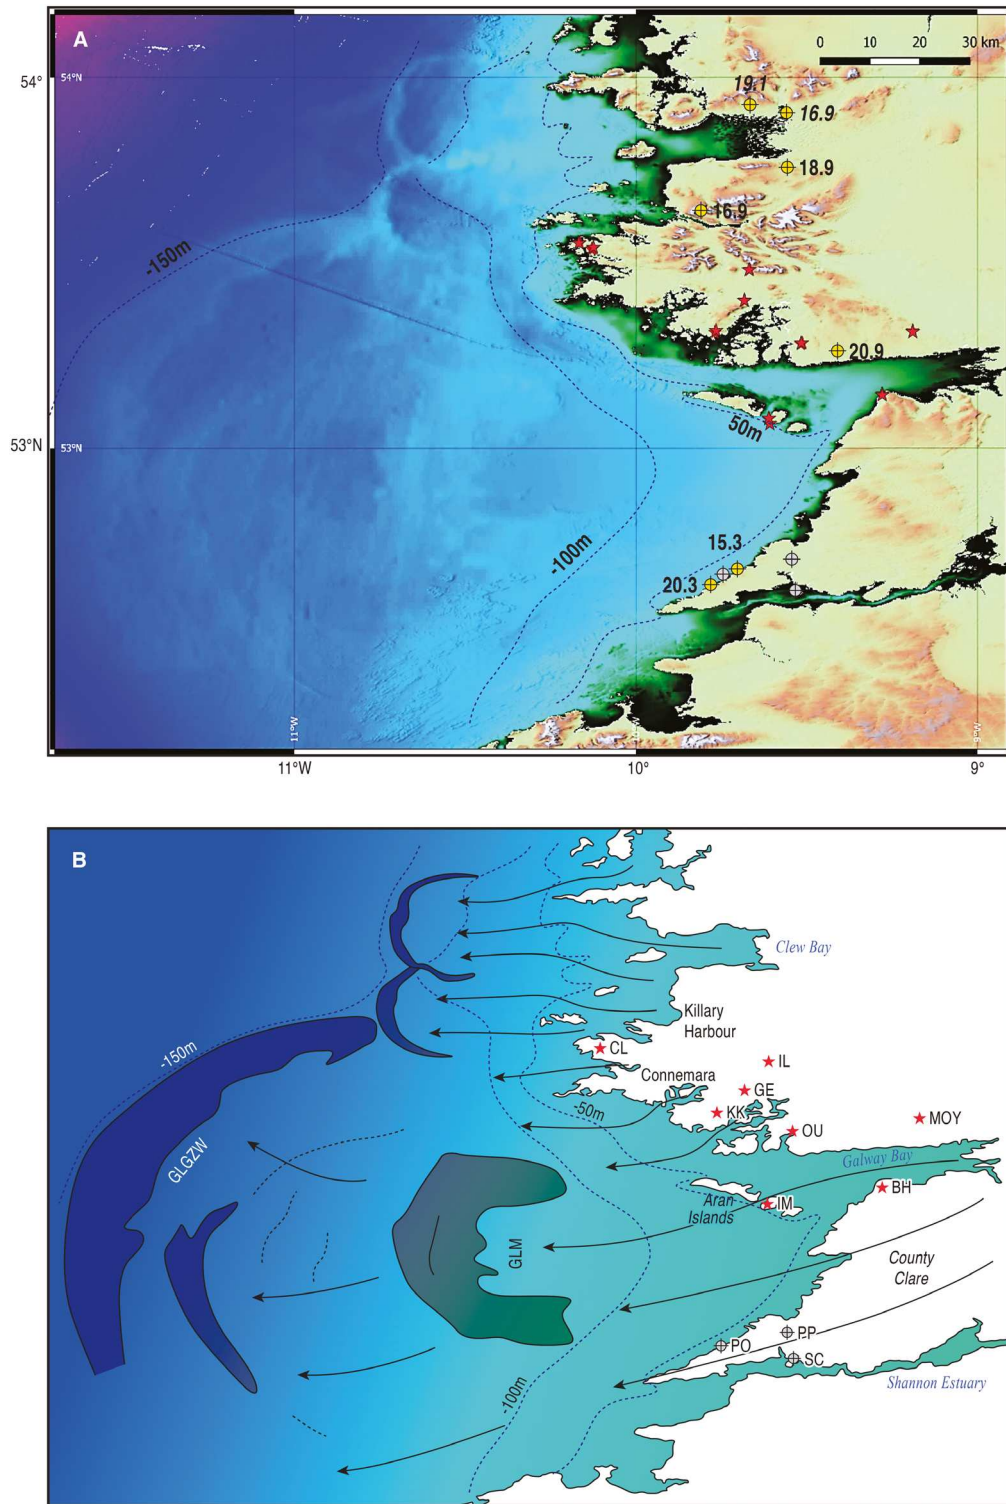 A
0 10 20 30 km
54°
54°N
19.1
16.9
18.9
16.9
-150m
20.9
50m
53°N
53°N
-100m
15.3
20.3
11°W
11°W
10°
9°
B
Clew Bay
Killary
Harbour
-150m
CL
IL
Connemara
GE
-50m
KK
MOY
OU
GLGZW
Galway Bay
BH
Aran
Islands
IM
GLM
County
Clare
PP
PO
SC
-100m
Shannon Estuary